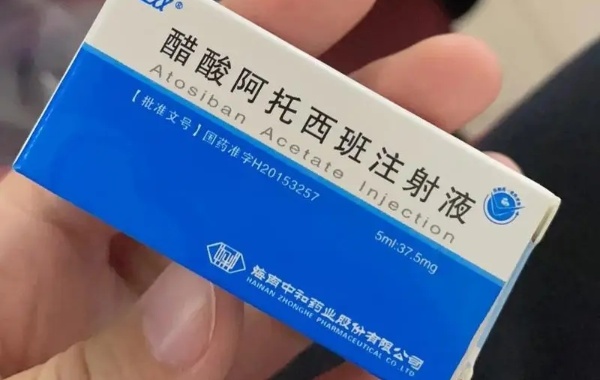 醋酸阿托西班注射液
Atosiban Acetate Injection
【批准文号】国药准字H20153257
5ml:37.5mg
海南中和药业股份有限公司
HAINAN ZHONGHE PHARMACEUTICAL CO.,LTD